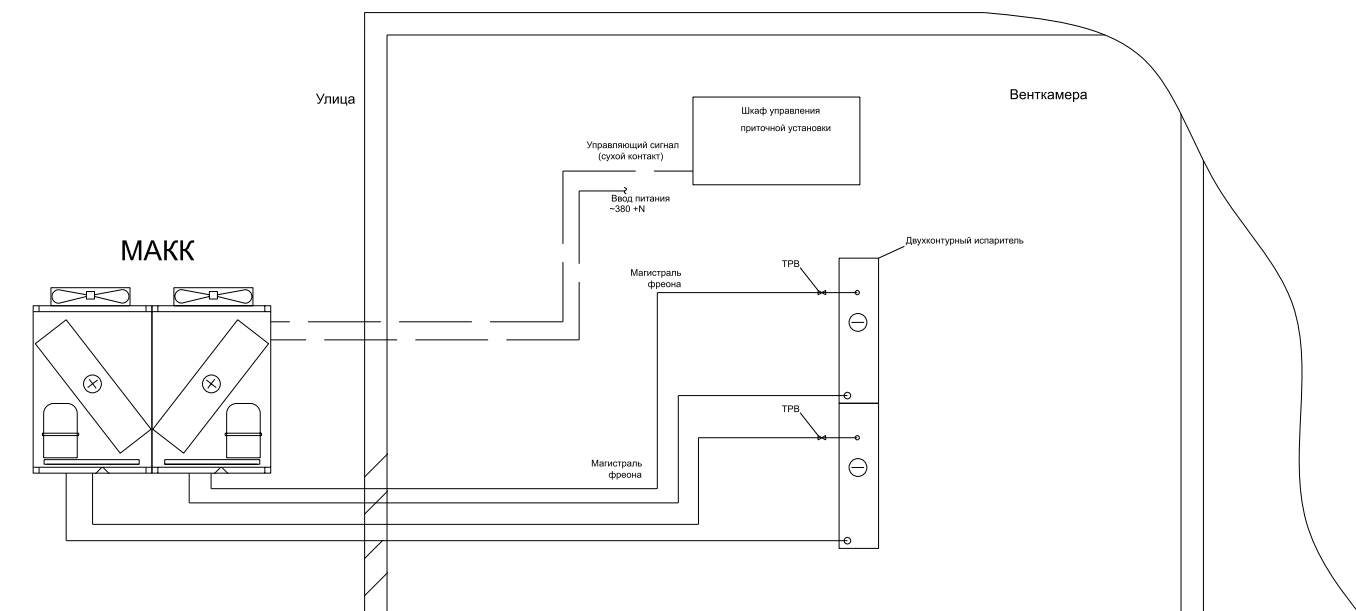 Улица
Венткамера
Шкаф управления
приточной установки
Управляющий сигнал
(сухой контакт)
Ввод питания
~380 +N
МАКК
Двухконтурный испаритель
ТРВ
Магистраль
фреона
ТРВ
Магистраль
фреона